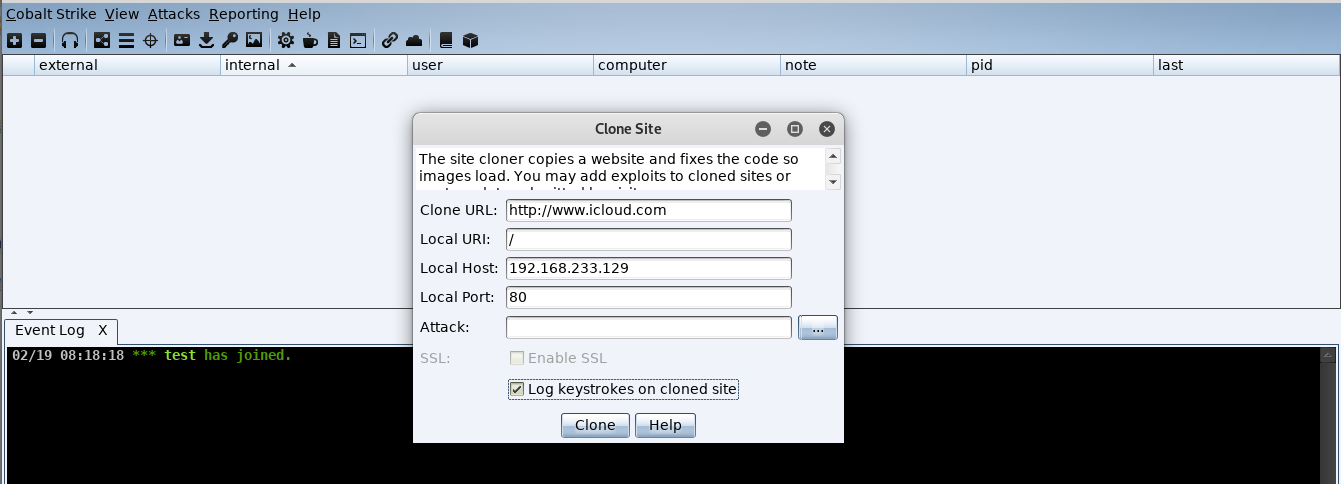 Cobalt Strike View Attacks Reporting Help
external internal user computer note pid last
Clone Site
The site cloner copies a website and fixes the code so
images load. You may add exploits to cloned sites or
Clone URL: http://www.icloud.com
Local URI: /
Local Host: 192.168.233.129
Local Port: 80
Attack: ...
SSL: Enable SSL
Log keystrokes on cloned site
Clone Help
Event Log X
02/19 08:18:18 *** test has joined.